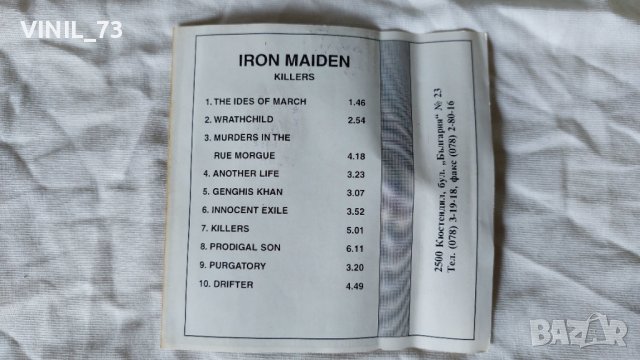 VINIL_73
IRON MAIDEN
KILLERS
1. THE IDES OF MARCH 1.46
2. WRATHCHILD 2.54
3. MURDERS IN THE
RUE MORGUE 4.18
4. ANOTHER LIFE 3.23
5. GENGHIS KHAN 3.07
6. INNOCENT EXILE 3.52
7. KILLERS 5.01
8. PRODIGAL SON 6.11
9. PURGATORY 3.20
10. DRIFTER 4.49
2500 Кюстендил, бул. „България“ № 23
Тел. (078) 3-19-18, факс (078) 2-80-16
BAZAR
bg